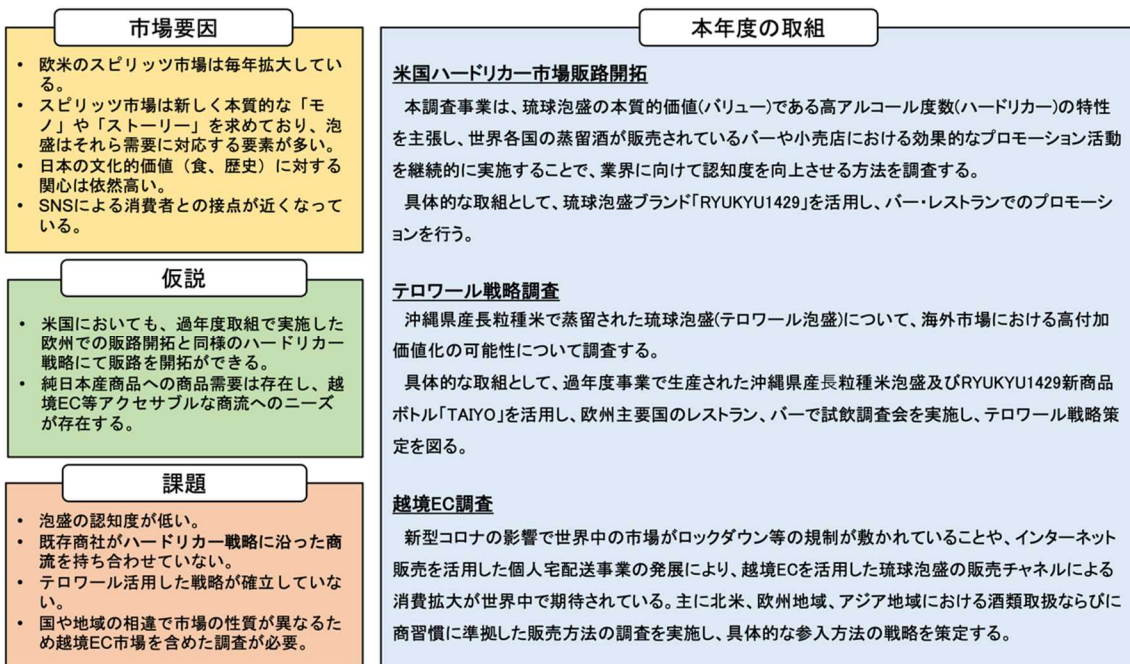 市場要因
• 欧米のスピリッツ市場は毎年拡大してい
る。
• スピリッツ市場は新しく本質的な「モ
ノ」や「ストーリー」を求めており、泡
盛はそれら需要に対応する要素が多い。
• 日本の文化的価値（食、歴史）に対する
関心は依然高い。
• SNSによる消費者との接点が近くなって
いる。
仮説
• 米国においても、過年度取組で実施した
欧州での販路開拓と同様のハードリカー
戦略にて販路を開拓ができる。
• 純日本産商品への商品需要は存在し、越
境EC等アクセサブルな商流へのニーズ
が存在する。
課題
• 泡盛の認知度が低い。
• 既存商社がハードリカー戦略に沿った商
流を持ち合わせていない。
• テロワール活用した戦略が確立していな
い。
• 国や地域の相違で市場の性質が異なるた
め越境EC市場を含めた調査が必要。
本年度の取組
米国ハードリカー市場販路開拓
本調査事業は、琉球泡盛の本質的価値(バリュー)である高アルコール度数(ハードリカー)の特性
を主張し、世界各国の蒸留酒が販売されているバーや小売店における効果的なプロモーション活動
を継続的に実施することで、業界に向けて認知度を向上させる方法を調査する。
具体的な取組として、琉球泡盛ブランド「RYUKYU1429」を活用し、バー・レストランでのプロモーシ
ョンを行う。
テロワール戦略調査
沖縄県産長粒種米で蒸留された琉球泡盛(テロワール泡盛)について、海外市場における高付加
価値化の可能性について調査する。
具体的な取組として、過年度事業で生産された沖縄県産長粒種米泡盛及びRYUKYU1429新商品
ボトル「TAIYO」を活用し、欧州主要国のレストラン、バーで試飲調査会を実施し、テロワール戦略策
定を図る。
越境EC調査
新型コロナの影響で世界中の市場がロックダウン等の規制が敷かれていることや、インターネット
販売を活用した個人宅配送事業の発展により、越境ECを活用した琉球泡盛の販売チャネルによる
消費拡大が世界中で期待されている。主に北米、欧州地域、アジア地域における酒類取扱ならびに
商習慣に準拠した販売方法の調査を実施し、具体的な参入方法の戦略を策定する。